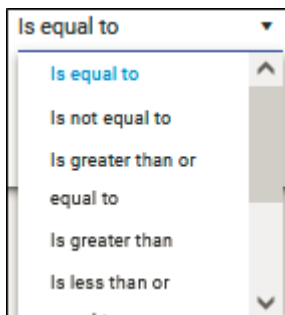 Is equal to
Is equal to
Is not equal to
Is greater than or
equal to
Is greater than
Is less than or